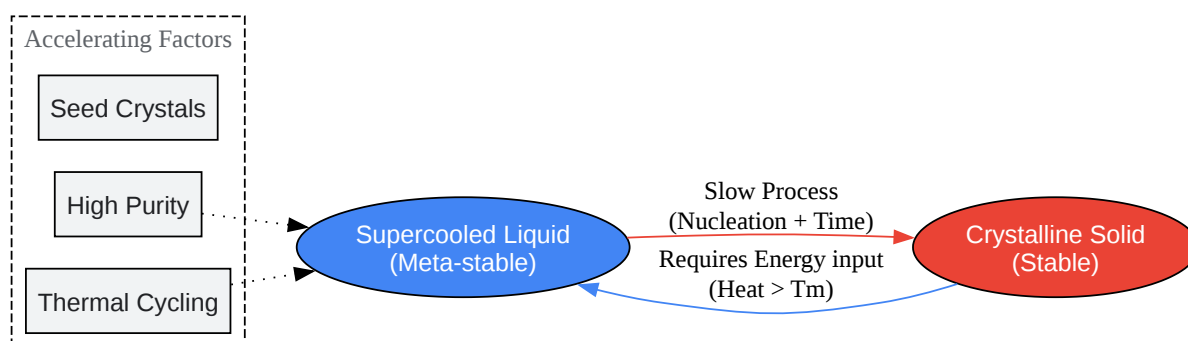 Accelerating Factors
Seed Crystals
High Purity
Thermal Cycling
Supercooled Liquid
(Meta-stable)
Slow Process
(Nucleation + Time)
Requires Energy input
(Heat > Tm)
Crystalline Solid
(Stable)